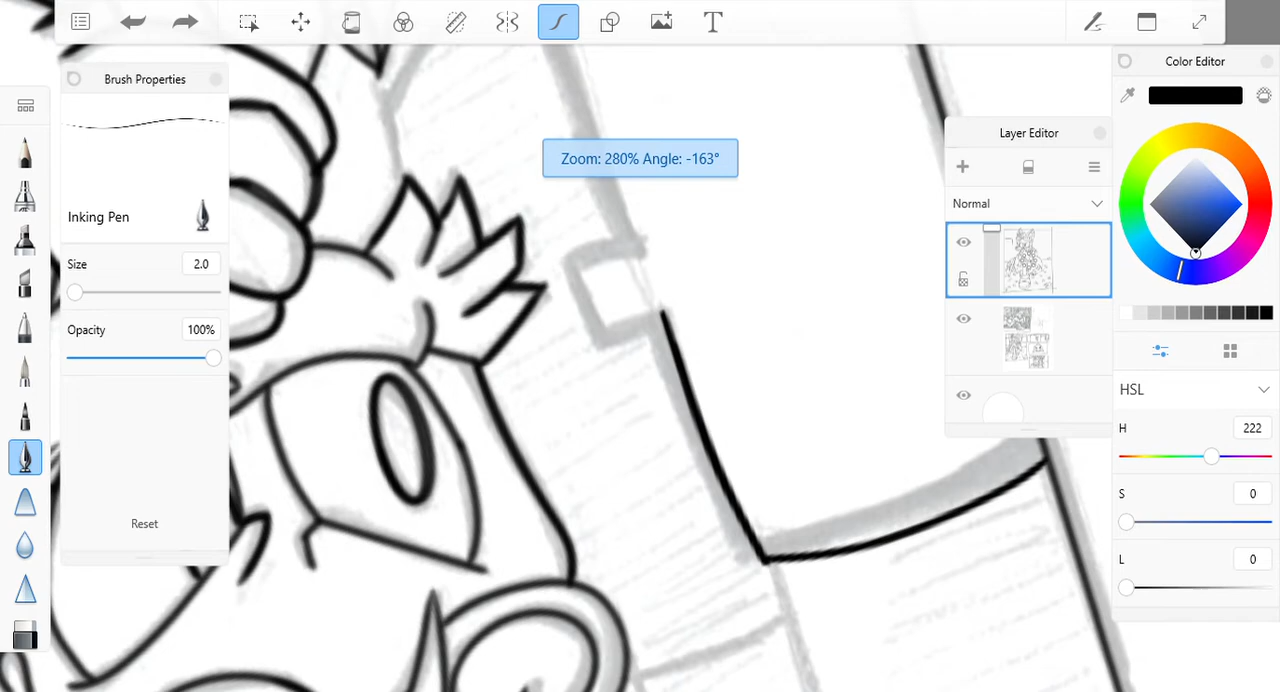 T
Brush Properties
Inking Pen
Size
2.0
Opacity
100%
Reset
Zoom: 280% Angle: -163°
Layer Editor
Normal
Color Editor
HSL
H
222
S
0
L
0